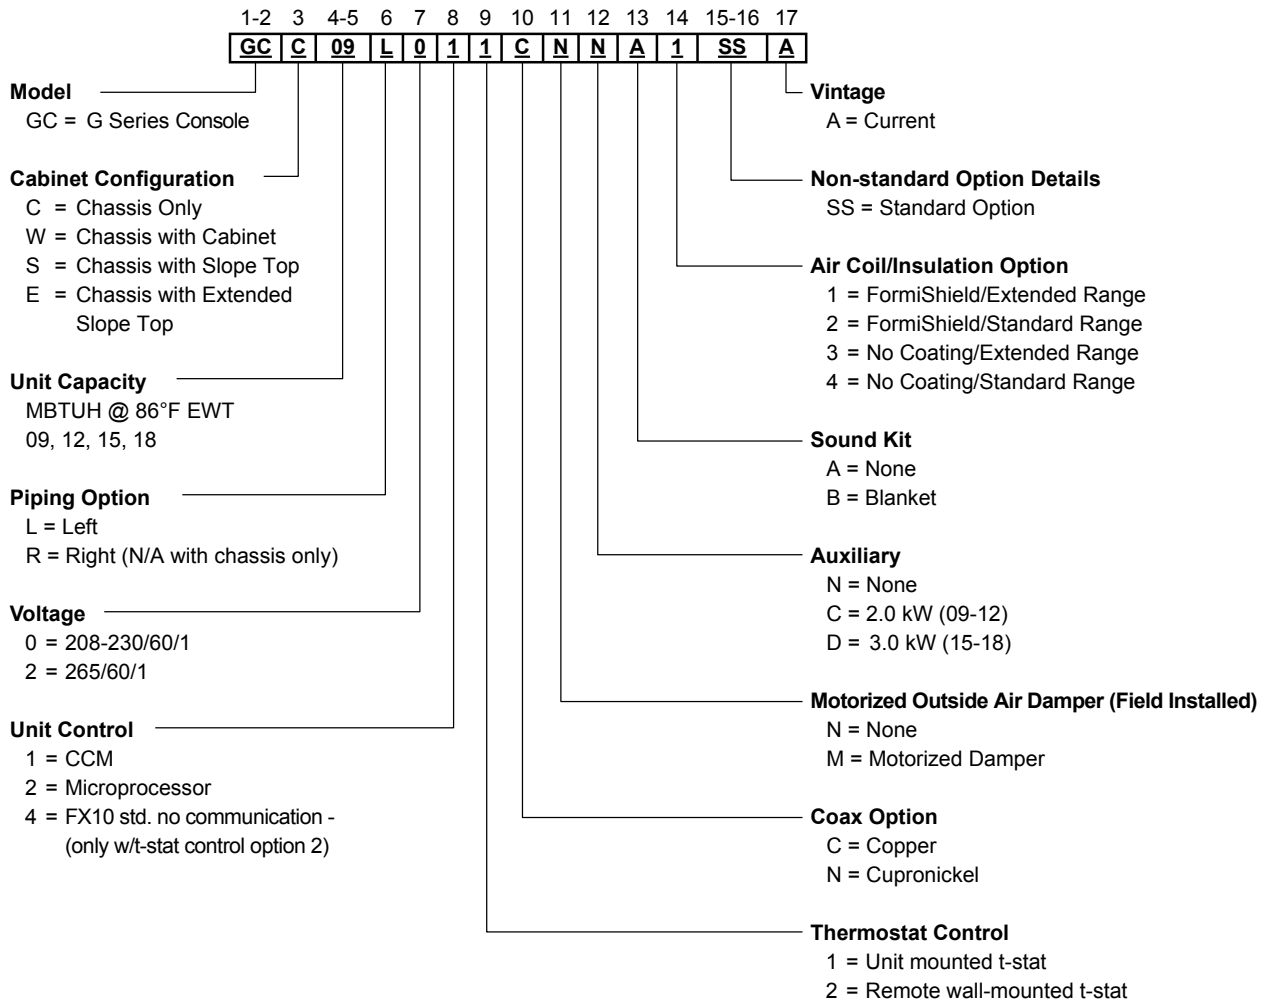 1-2 3 4-5 6 7 8 9 10 11 12 13 14 15-16 17
GC C 09 L 0 1 1 C N N A 1 SS A
Model
GC = G Series Console
Cabinet Configuration
C = Chassis Only
W = Chassis with Cabinet
S = Chassis with Slope Top
E = Chassis with Extended
Slope Top
Unit Capacity
MBTUH @ 86°F EWT
09, 12, 15, 18
Piping Option
L = Left
R = Right (N/A with chassis only)
Voltage
0 = 208-230/60/1
2 = 265/60/1
Unit Control
1 = CCM
2 = Microprocessor
4 = FX10 std. no communication -
(only w/t-stat control option 2)
Vintage
A = Current
Non-standard Option Details
SS = Standard Option
Air Coil/Insulation Option
1 = FormiShield/Extended Range
2 = FormiShield/Standard Range
3 = No Coating/Extended Range
4 = No Coating/Standard Range
Sound Kit
A = None
B = Blanket
Auxiliary
N = None
C = 2.0 kW (09-12)
D = 3.0 kW (15-18)
Motorized Outside Air Damper (Field Installed)
N = None
M = Motorized Damper
Coax Option
C = Copper
N = Cupronickel
Thermostat Control
1 = Unit mounted t-stat
2 = Remote wall-mounted t-stat